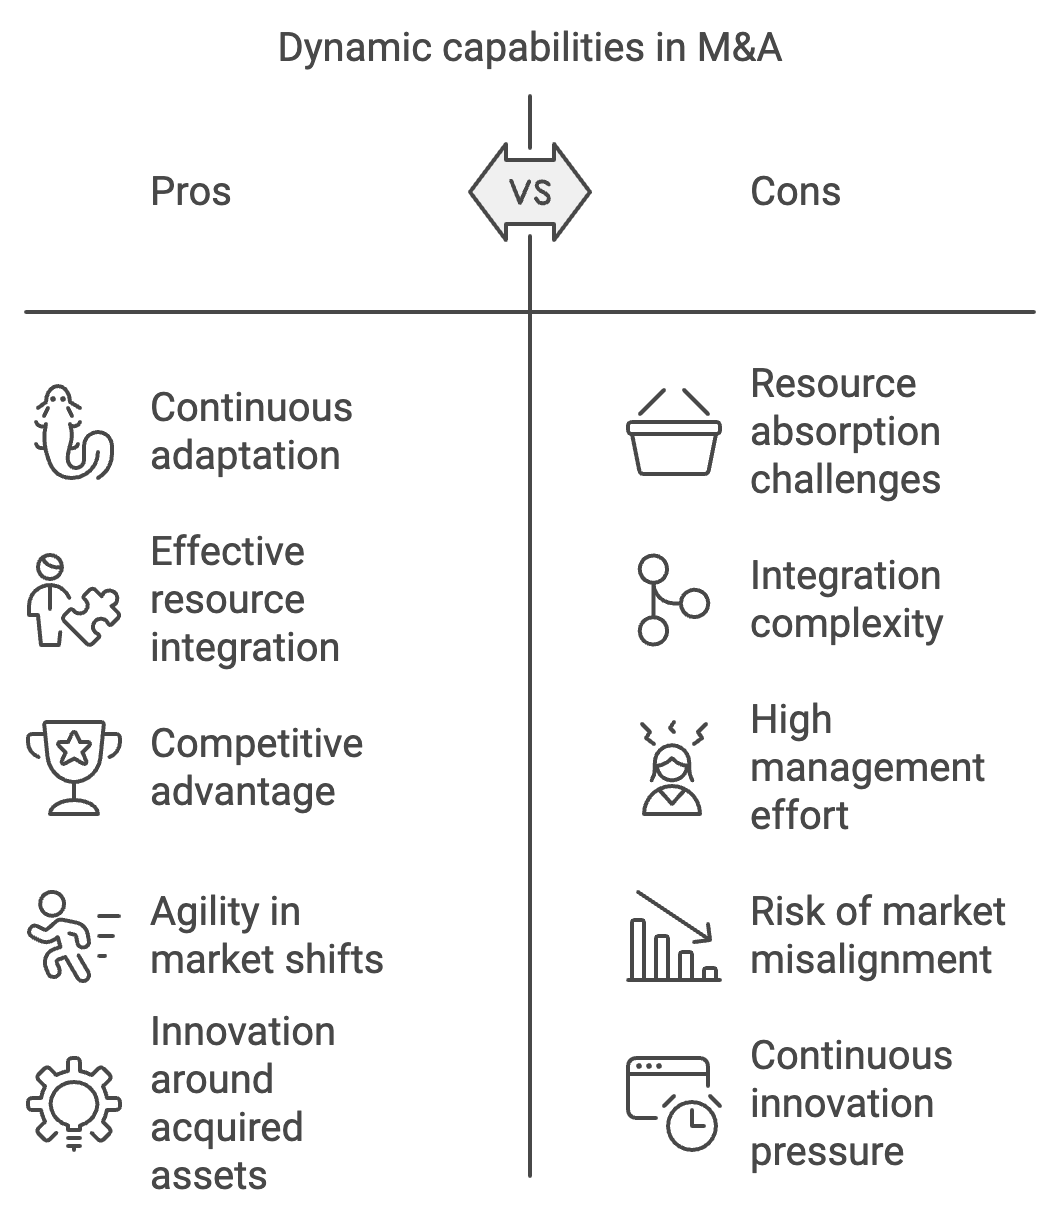 Dynamic capabilities in M&A
Pros
VS
Cons
Continuous
adaptation
Effective
resource
integration
Competitive
advantage
Agility in
market shifts
Innovation
around
acquired
assets
Resource
absorption
challenges
Integration
complexity
High
management
effort
Risk of market
misalignment
Continuous
innovation
pressure